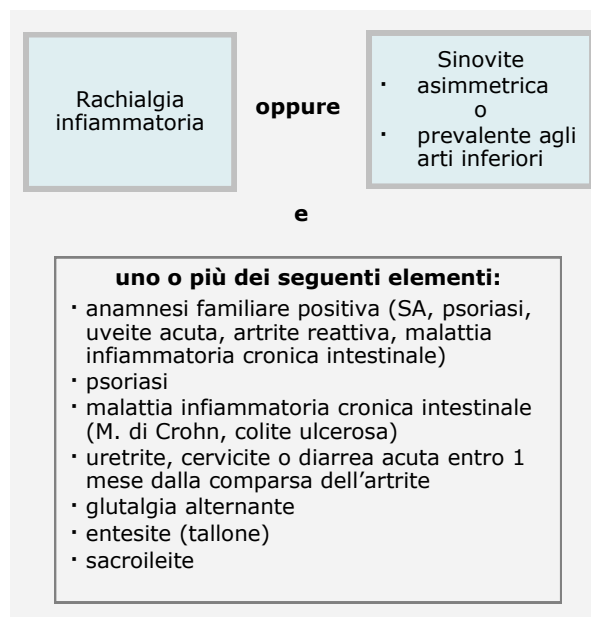 Rachialgia
infiammatoria
oppure
Sinovite
· asimmetrica
o
· prevalente agli
arti inferiori
e
uno o più dei seguenti elementi:
· anamnesi familiare positiva (SA, psoriasi,
uveite acuta, artrite reattiva, malattia
infiammatoria cronica intestinale)
· psoriasi
· malattia infiammatoria cronica intestinale
(M. di Crohn, colite ulcerosa)
· uretrite, cervicite o diarrea acuta entro 1
mese dalla comparsa dell'artrite
· glutalgia alternante
· entesite (tallone)
· sacroileite